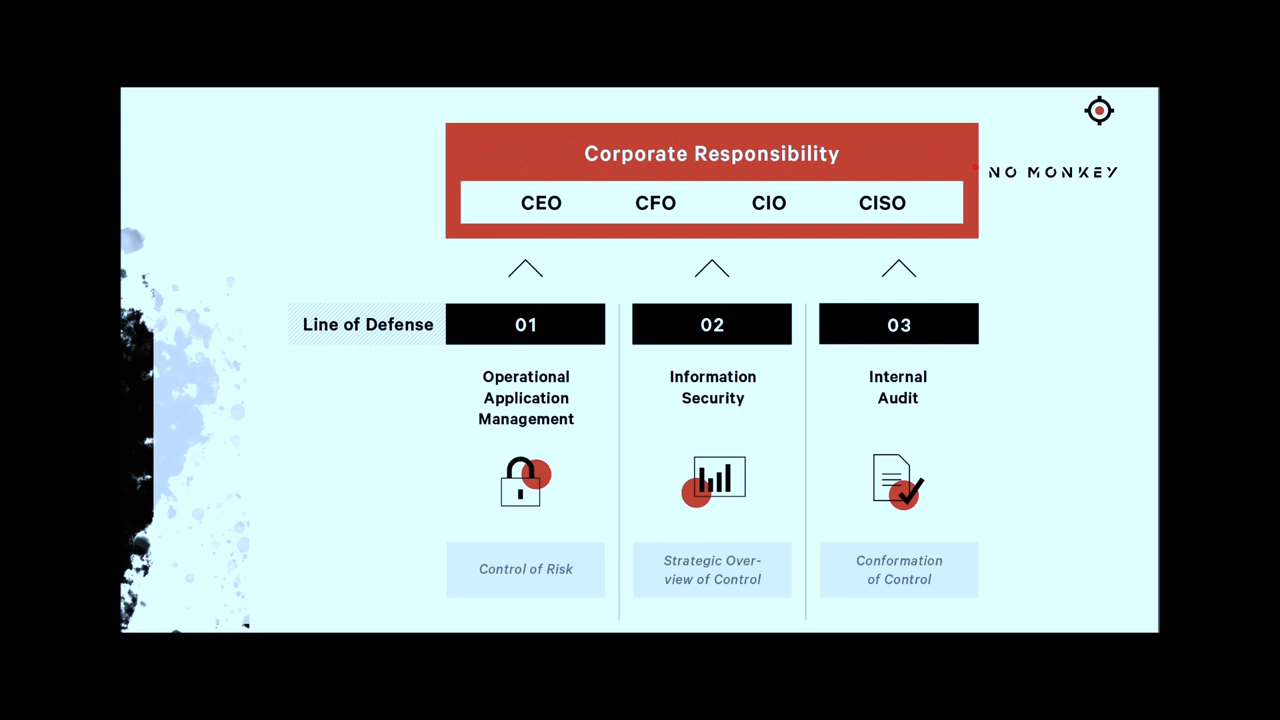 Corporate Responsibility
NO MONKEY
CEO CFO CIO CISO
Line of Defense 01 02 03
Operational
Application
Management
Information
Security
Internal
Audit
Control of Risk
Strategic Over-
view of Control
Conformation
of Control